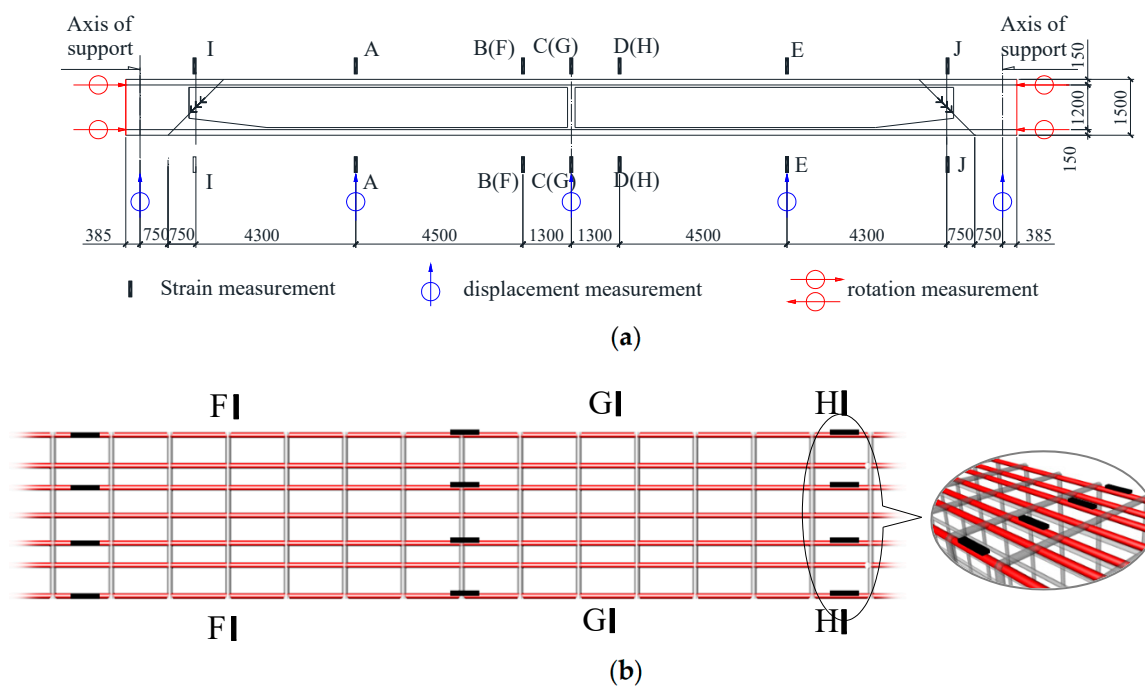 Axis of
support
I
A
B(F)
C(G)
D(H)
E
J
Axis of
support
150
1200
1500
150
I
A
B(F)
C(G)
D(H)
E
J
385
750
750
4300
4500
1300
1300
4500
4300
750
750
385
Strain measurement
displacement measurement
rotation measurement
(a)
F
G
H
F
G
H
(b)